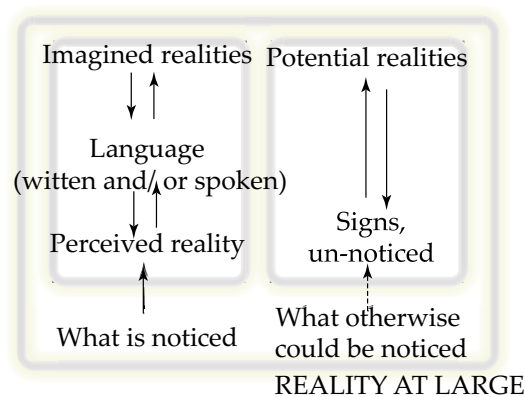 Imagined realities
Language
(witten and/ or spoken)
Perceived reality
What is noticed
Potential realities
Signs,
un-noticed
What otherwise
could be noticed
REALITY AT LARGE